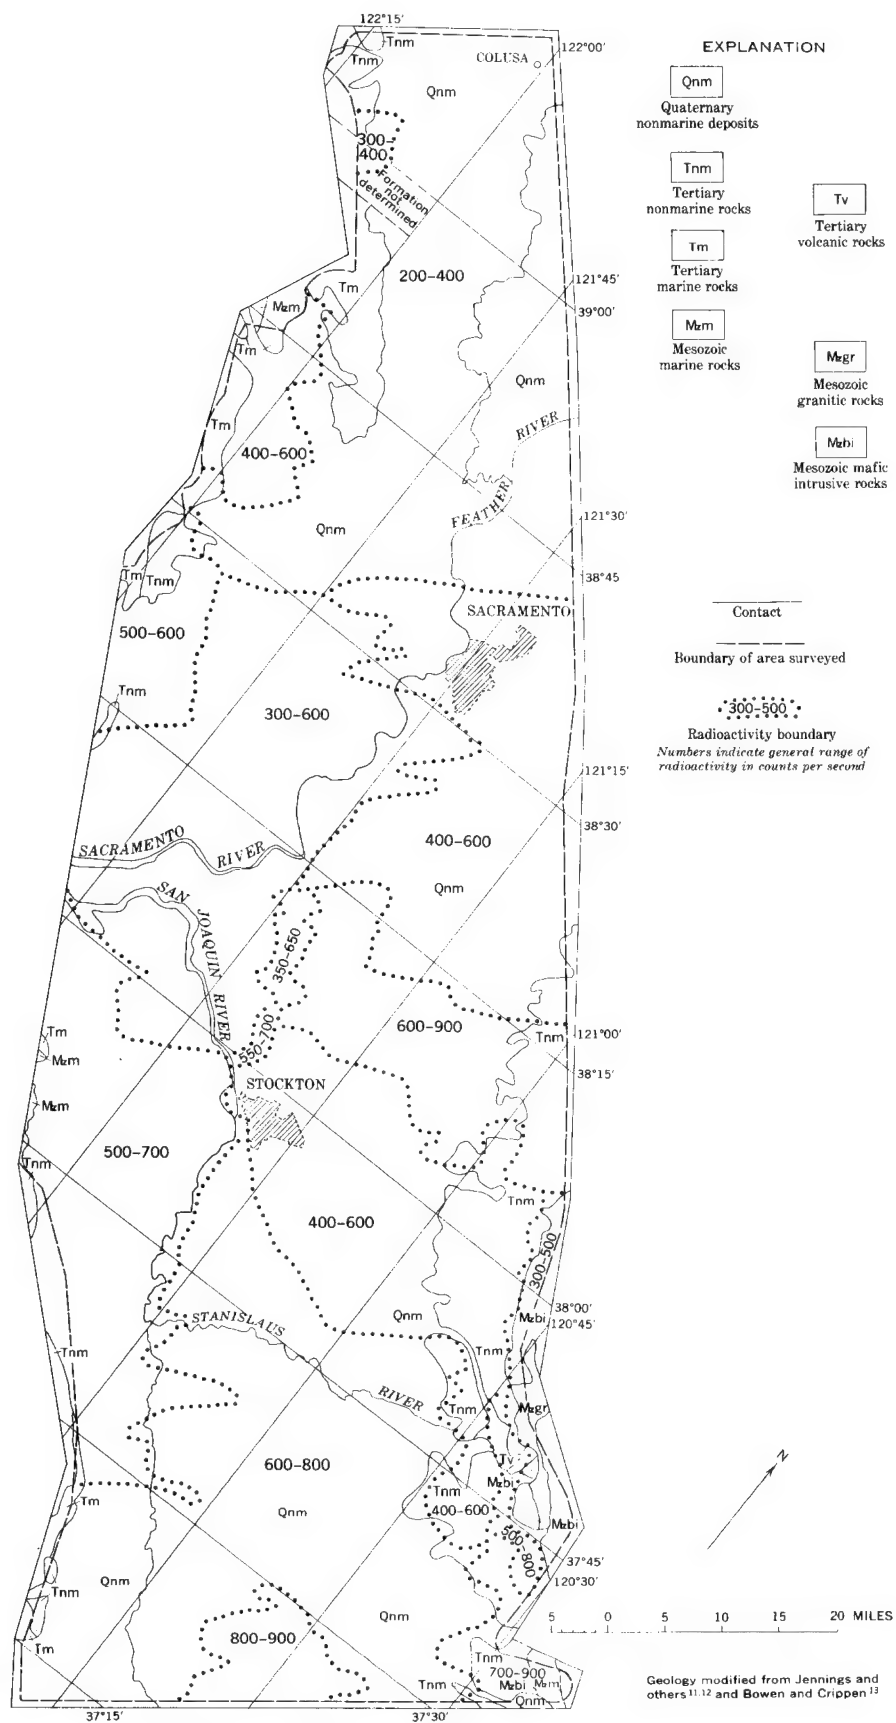 122°15′
Tnm
COLUSA
122°00′
Tnm
Qnm
300-
400
Formation
not
determined
200-400
Tm
Mzm
121°45′
39°00′
Tm
Qnm
Tm
RIVER
400-600
FEATHER
Qnm
121°30′
38°45
Tm
Tnm
SACRAMENTO
500-600
Tnm
300-600
121°15′
38°30′
SACRAMENTO
RIVER
400-600
Qnm
SAN
JOAQUIN
RIVER
350-650
600-900
550-700
Tm
Tnm
121°00′
Mzm
38°15′
STOCKTON
Mzm
500-700
Tnm
Tnm
400-600
300-500
38°00′
STANISLAUS
Qnm
Mzbi
120°45′
Tnm
Tnm
RIVER
Tnm
Mzgr
600-800
Tv
Mzbi
Tnm
Tm
400-600
Qnm
Mzbi
500-800
37°45′
Qnm
120°30′
Tnm
Qnm
800-900
Tm
Tnm
700-900
Tnm
Mzbi
Mzm
Qnm
37°15′
37°30′
EXPLANATION
Qnm
Quaternary
nonmarine deposits
Tnm
Tertiary
nonmarine rocks
Tv
Tertiary
volcanic rocks
Tm
Tertiary
marine rocks
Mzm
Mesozoic
marine rocks
Mzgr
Mesozoic
granitic rocks
Mzbi
Mesozoic mafic
intrusive rocks
Contact
Boundary of area surveyed
300-500
Radioactivity boundary
Numbers indicate general range of
radioactivity in counts per second
N
5 0 5 10 15 20 MILES
Geology modified from Jennings and
others 11,12 and Bowen and Crippen 13